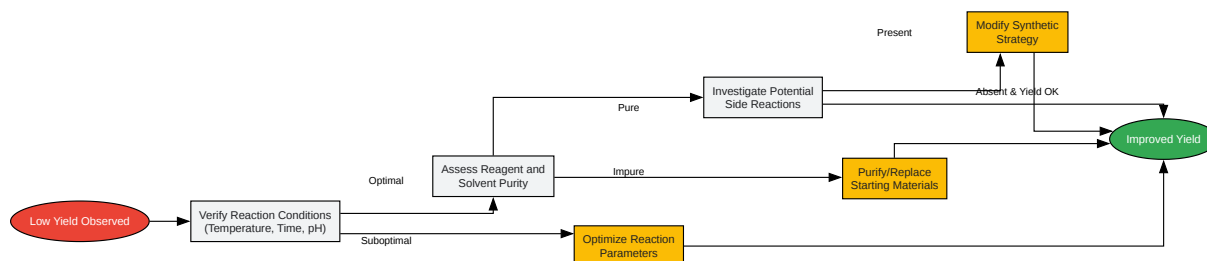 Present
Modify Synthetic
Strategy
Investigate Potential
Side Reactions
Absent & Yield OK
Pure
Improved Yield
Assess Reagent and
Solvent Purity
Optimal
Impure
Purify/Replace
Starting Materials
Low Yield Observed
Verify Reaction Conditions
(Temperature, Time, pH)
Suboptimal
Optimize Reaction
Parameters